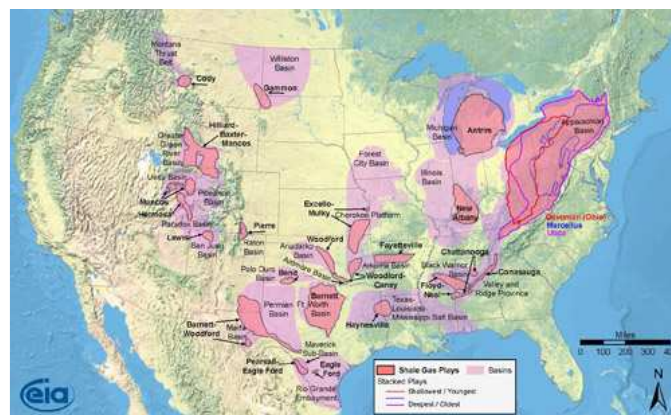 Montana
Thrust
Belt
Cody
Williston
Basin
Gammon
Hilliard-
Baxter-
Mancos
Greater
Green
River
Basin
Uinta Basin
Piceance
Basin
Mancos
Hermosa
Paradox Basin
Lewis
San Juan
Basin
Pierre
Raton
Basin
Anadarko
Basin
Palo Duro
Basin
Bend
Permian
Basin
Barnett-
Woodford
Marfa
Basin
Pearsall-
Eagle Ford
Maverick
Sub-Basin
Eagle
Ford
Rio Grande
Embayment
Barnett
Ft. Worth
Basin
Ardmore Basin
Woodford
Excello-
Mulky
Cherokee Platform
Forest
City Basin
Illinois
Basin
Michigan
Basin
Antrim
New
Albany
Fayetteville
Arkoma Basin
Woodford-
Caney
Haynesville
Texas-
Louisiana-
Mississippi Salt Basin
Floyd-
Neal
Black Warrior
Basin
Chattanooga
Conasauga
Valley and
Ridge Province
Appalachian
Basin
Devonian (Ohio)
Marcellus
Utica
Miles
0 100 200 300 400
N
Shale Gas Plays
Basins
Stacked Plays
Shallowest / Youngest
Deepest / Oldest
eia